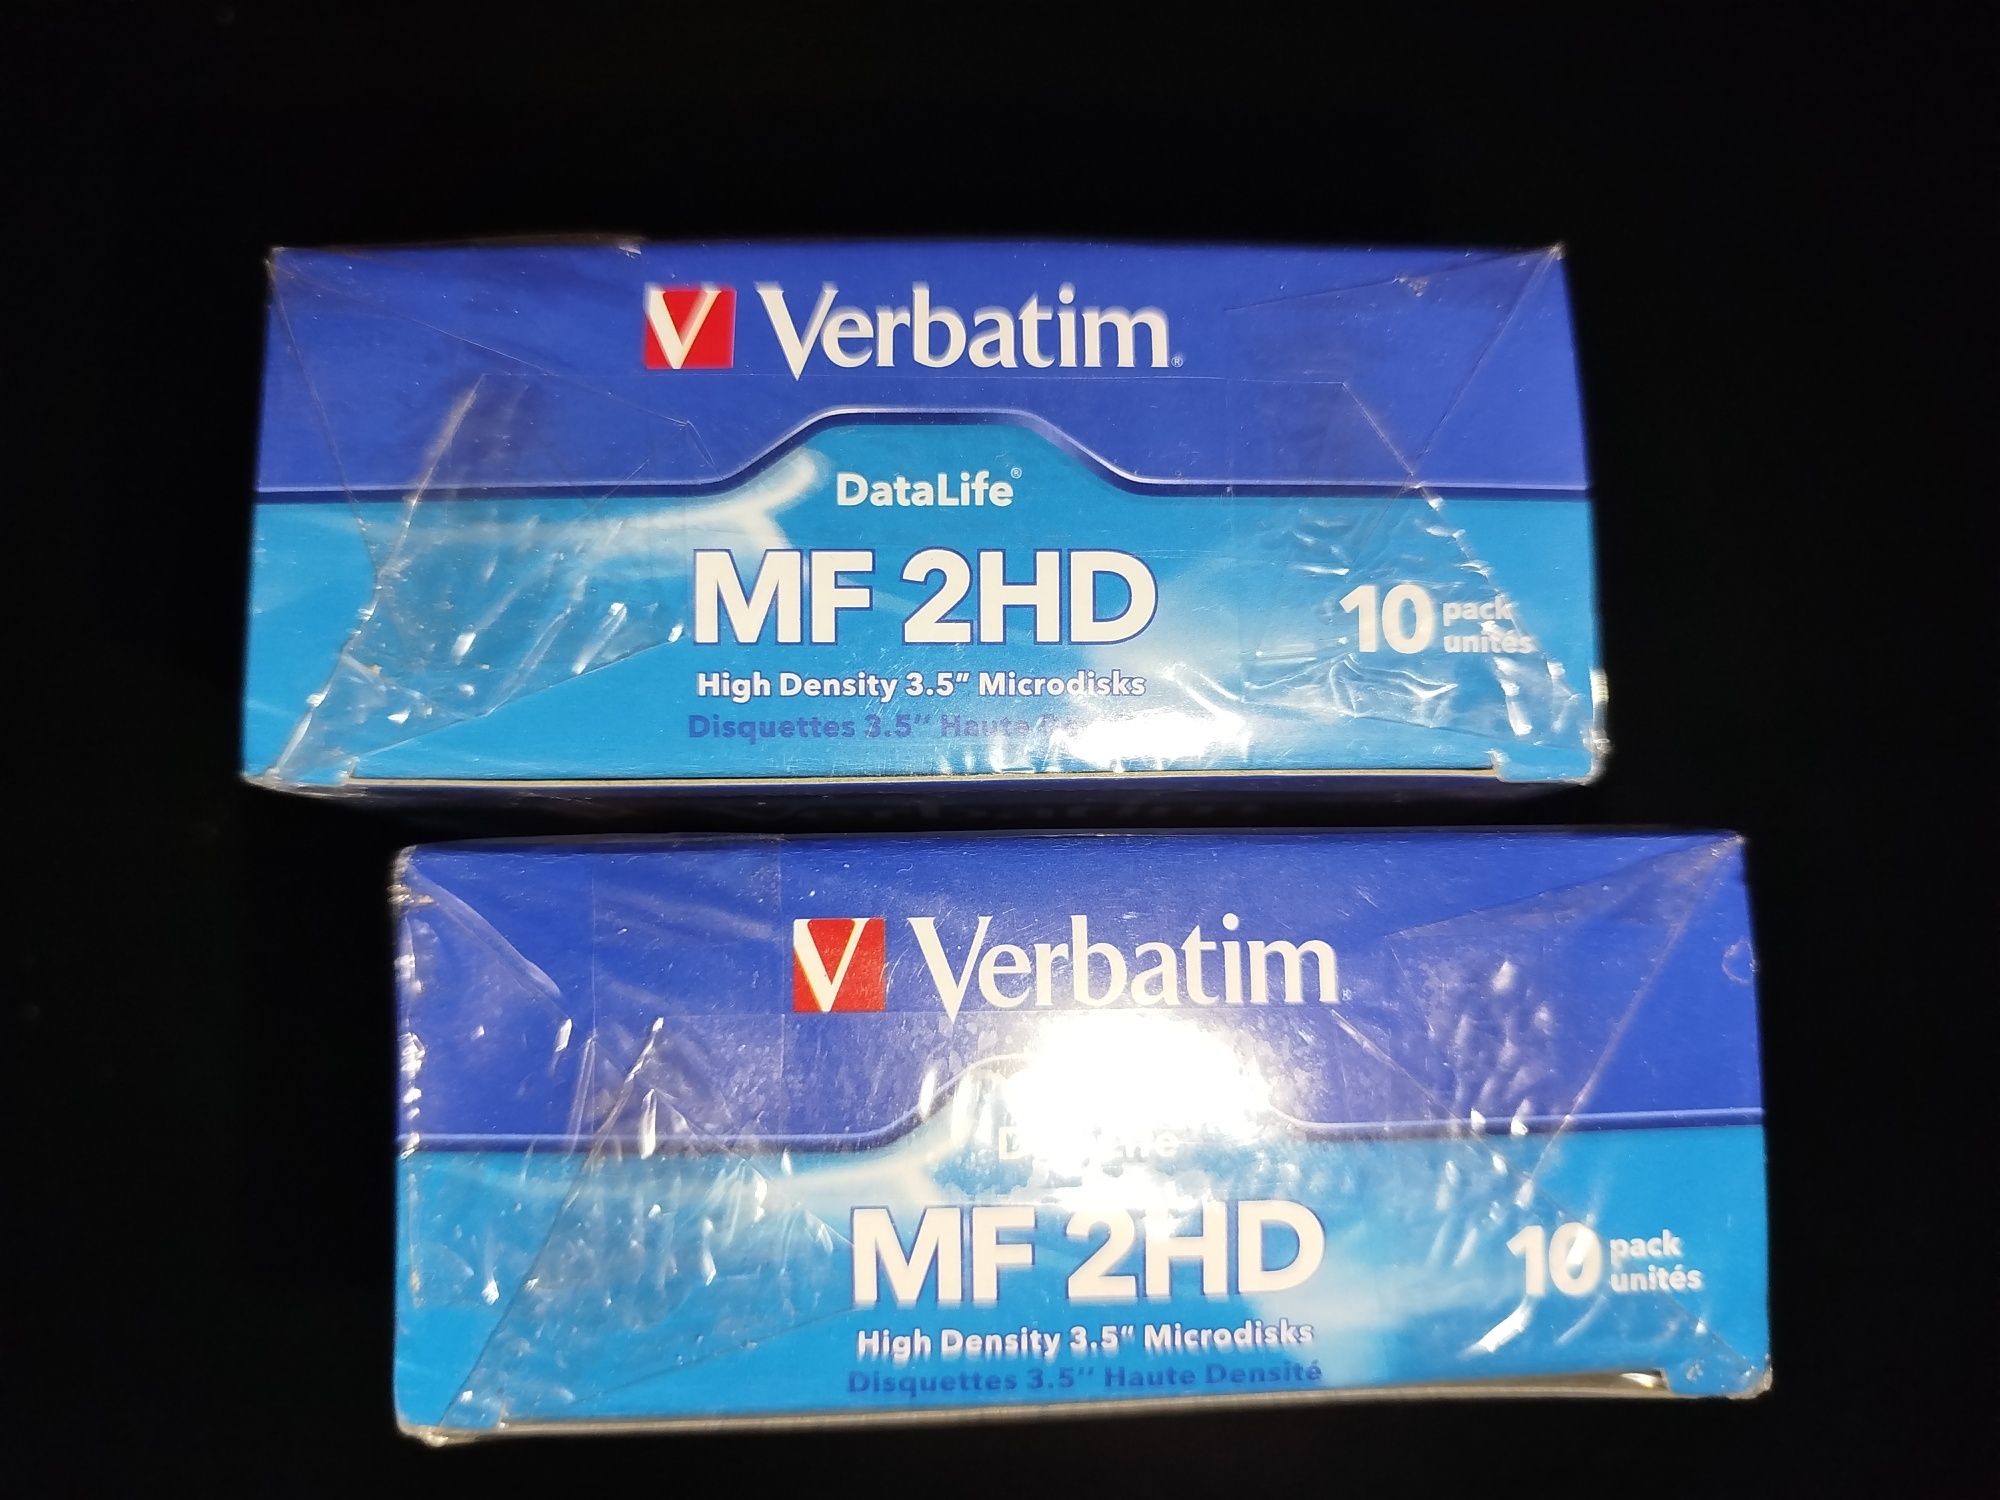 V Verbatim®
DataLife®
MF 2HD
10 pack
unités
High Density 3.5" Microdisks
Disquettes 3.5" Haute
V Verbatim
MF 2HD
10 pack
unités
High Density 3.5" Microdisks
Disquettes 3.5" Haute Densité